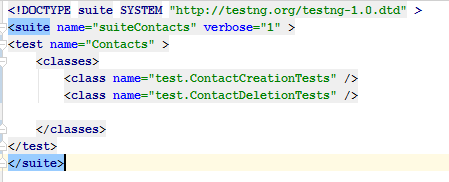 <!DOCTYPE suite SYSTEM "http://testng.org/testng-1.0.dtd" >
<suite name="suiteContacts" verbose="1" >
<test name="Contacts" >
<classes>
<class name="test.ContactCreationTests" />
<class name="test.ContactDeletionTests" />
</classes>
</test>
</suite>